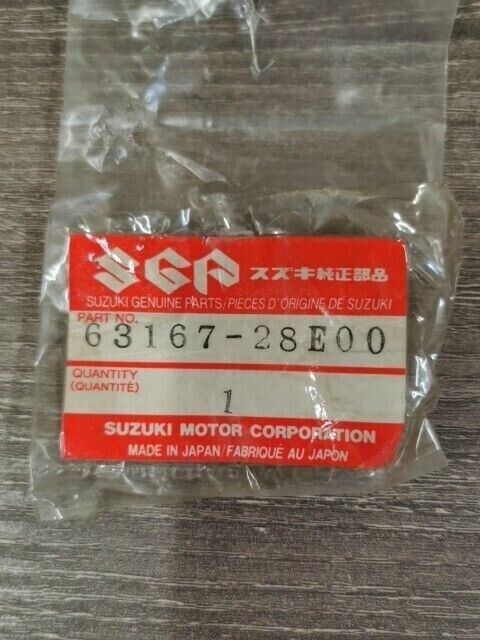 SGP スズキ純正部品
SUZUKI GENUINE PARTS/PIECES D'ORIGINE DE SUZUKI
PART NO.
63167-28E00
QUANTITY
(QUANTITÉ)
1
SUZUKI MOTOR CORPORATION
MADE IN JAPAN/FABRIQUE AU JAPON